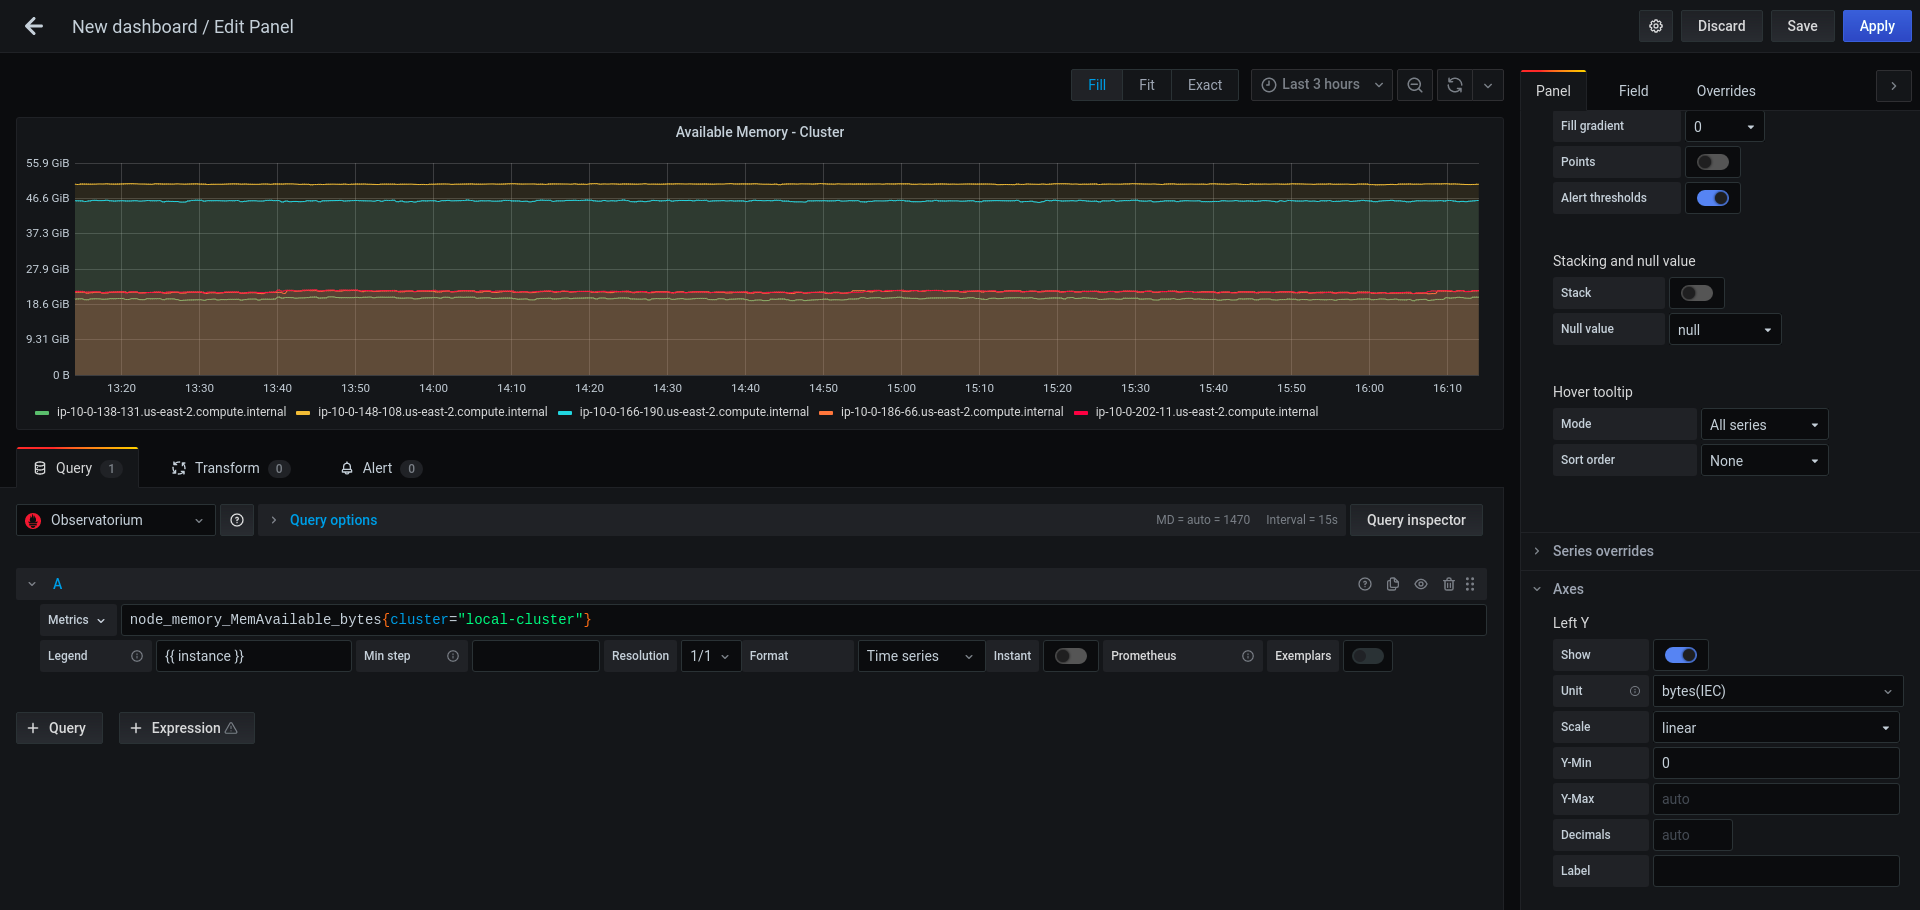 New dashboard / Edit Panel
Discard
Save
Apply
Fill
Fit
Exact
Last 3 hours
Panel
Field
Overrides
Available Memory - Cluster
55.9 GiB
46.6 GiB
37.3 GiB
27.9 GiB
18.6 GiB
9.31 GiB
0 B
13:20 13:30 13:40 13:50 14:00 14:10 14:20 14:30 14:40 14:50 15:00 15:10 15:20 15:30 15:40 15:50 16:00 16:10
ip-10-0-138-131.us-east-2.compute.internal ip-10-0-148-108.us-east-2.compute.internal ip-10-0-166-190.us-east-2.compute.internal ip-10-0-186-66.us-east-2.compute.internal ip-10-0-202-11.us-east-2.compute.internal
Query 1
Transform 0
Alert 0
Observatorium
Query options
MD = auto = 1470
Interval = 15s
Query inspector
A
Metrics
node_memory_MemAvailable_bytes{cluster="local-cluster"}
Legend
{{ instance }}
Min step
Resolution
1/1
Format
Time series
Instant
Prometheus
Exemplars
+ Query
+ Expression
Fill gradient
0
Points
Alert thresholds
Stacking and null value
Stack
Null value
null
Hover tooltip
Mode
All series
Sort order
None
Series overrides
Axes
Left Y
Show
Unit
bytes(IEC)
Scale
linear
Y-Min
0
Y-Max
auto
Decimals
auto
Label